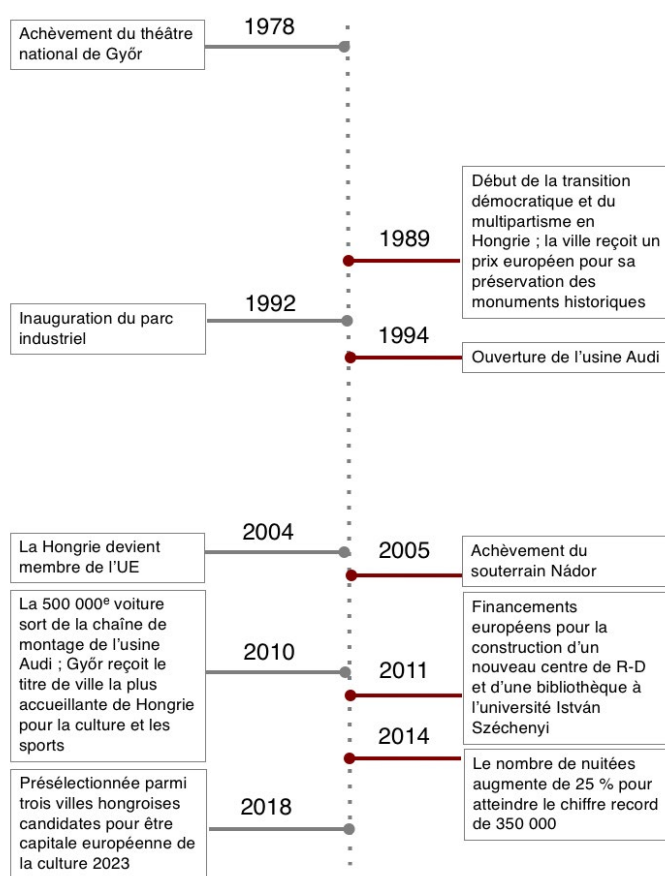 Achèvement du théâtre
national de Győr
1978
1989
Début de la transition
démocratique et du
multipartisme en
Hongrie ; la ville reçoit un
prix européen pour sa
préservation des
monuments historiques
Inauguration du parc
industriel
1992
1994
Ouverture de l’usine Audi
La Hongrie devient
membre de l’UE
2004
2005
Achèvement du
souterrain Nádor
La 500 000ᵉ voiture
sort de la chaîne de
montage de l’usine
Audi ; Győr reçoit le
titre de ville la plus
accueillante de Hongrie
pour la culture et les
sports
2010
2011
Financements
européens pour la
construction d’un
nouveau centre de R-D
et d’une bibliothèque à
l’université István
Széchenyi
2014
Le nombre de nuitées
augmente de 25 % pour
atteindre le chiffre record
de 350 000
Présélectionnée parmi
trois villes hongroises
candidates pour être
capitale européenne de
la culture 2023
2018